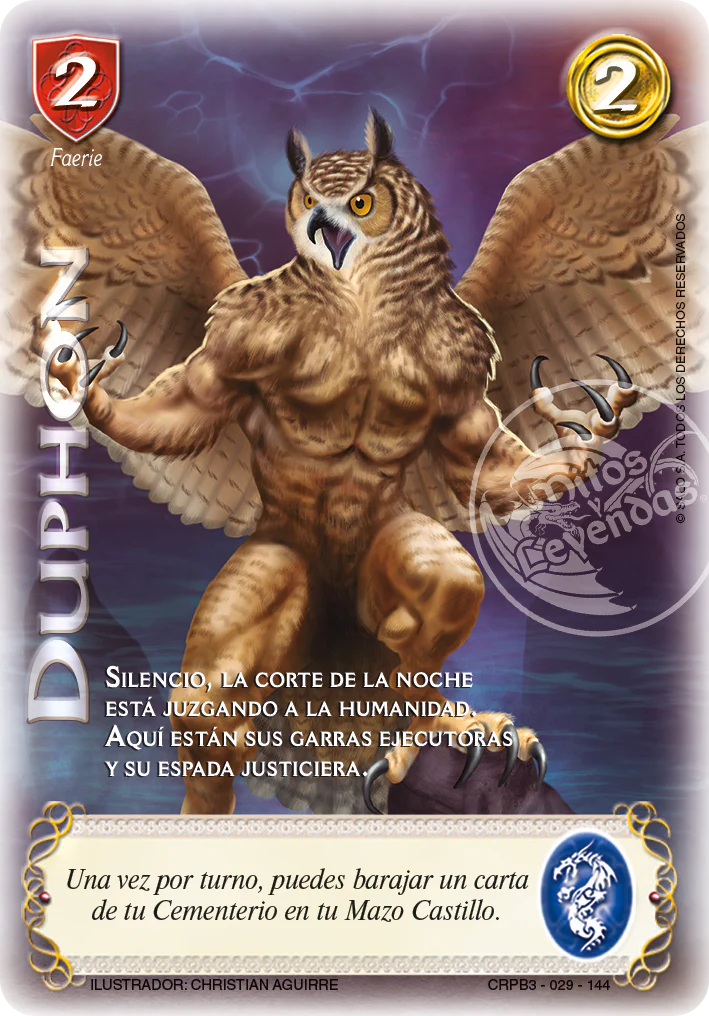 2
2
Faerie
DUPHON
© SALO S.A. TODOS LOS DERECHOS RESERVADOS
Mitos
y
Leyendas®
SILENCIO, LA CORTE DE LA NOCHE
ESTÁ JUZGANDO A LA HUMANIDAD.
AQUÍ ESTÁN SUS GARRAS EJECUTORAS
Y SU ESPADA JUSTICIERA.
Una vez por turno, puedes barajar un carta
de tu Cementerio en tu Mazo Castillo.
ILUSTRADOR: CHRISTIAN AGUIRRE
CRPB3 - 029 - 144